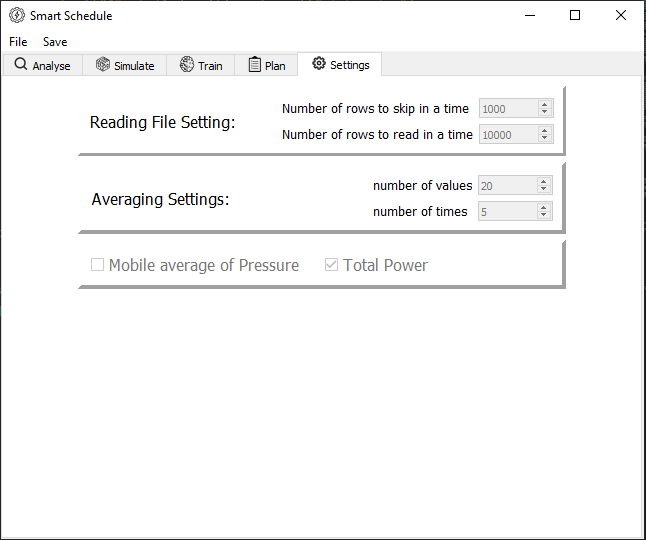 Smart Schedule
File Save
Analyse Simulate Train Plan Settings
Reading File Setting:
Number of rows to skip in a time 1000
Number of rows to read in a time 10000
Averaging Settings:
number of values 20
number of times 5
Mobile average of Pressure Total Power